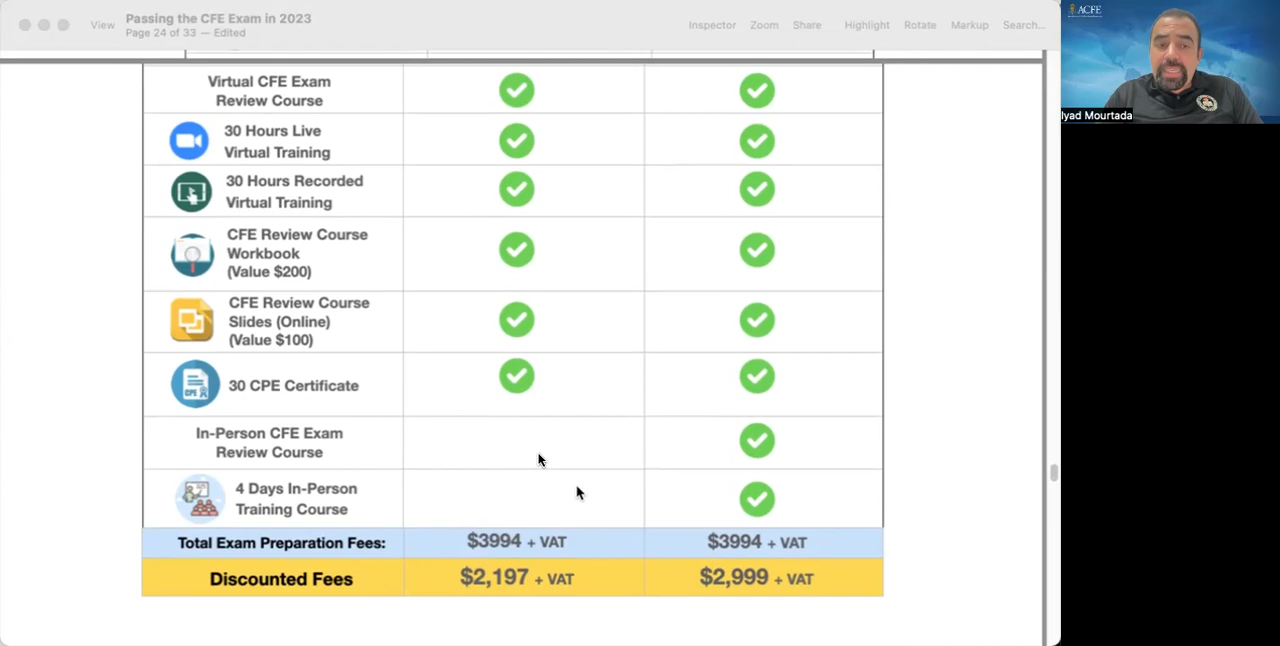 View
Passing the CFE Exam in 2023
Page 24 of 33 — Edited
Inspector Zoom Share Highlight Rotate Markup Search...
ACFE
Iyad Mourtada
Virtual CFE Exam
Review Course
30 Hours Live
Virtual Training
30 Hours Recorded
Virtual Training
CFE Review Course
Workbook
(Value $200)
CFE Review Course
Slides (Online)
(Value $100)
CPE
30 CPE Certificate
In-Person CFE Exam
Review Course
4 Days In-Person
Training Course
Total Exam Preparation Fees: $3994 + VAT $3994 + VAT
Discounted Fees $2,197 + VAT $2,999 + VAT